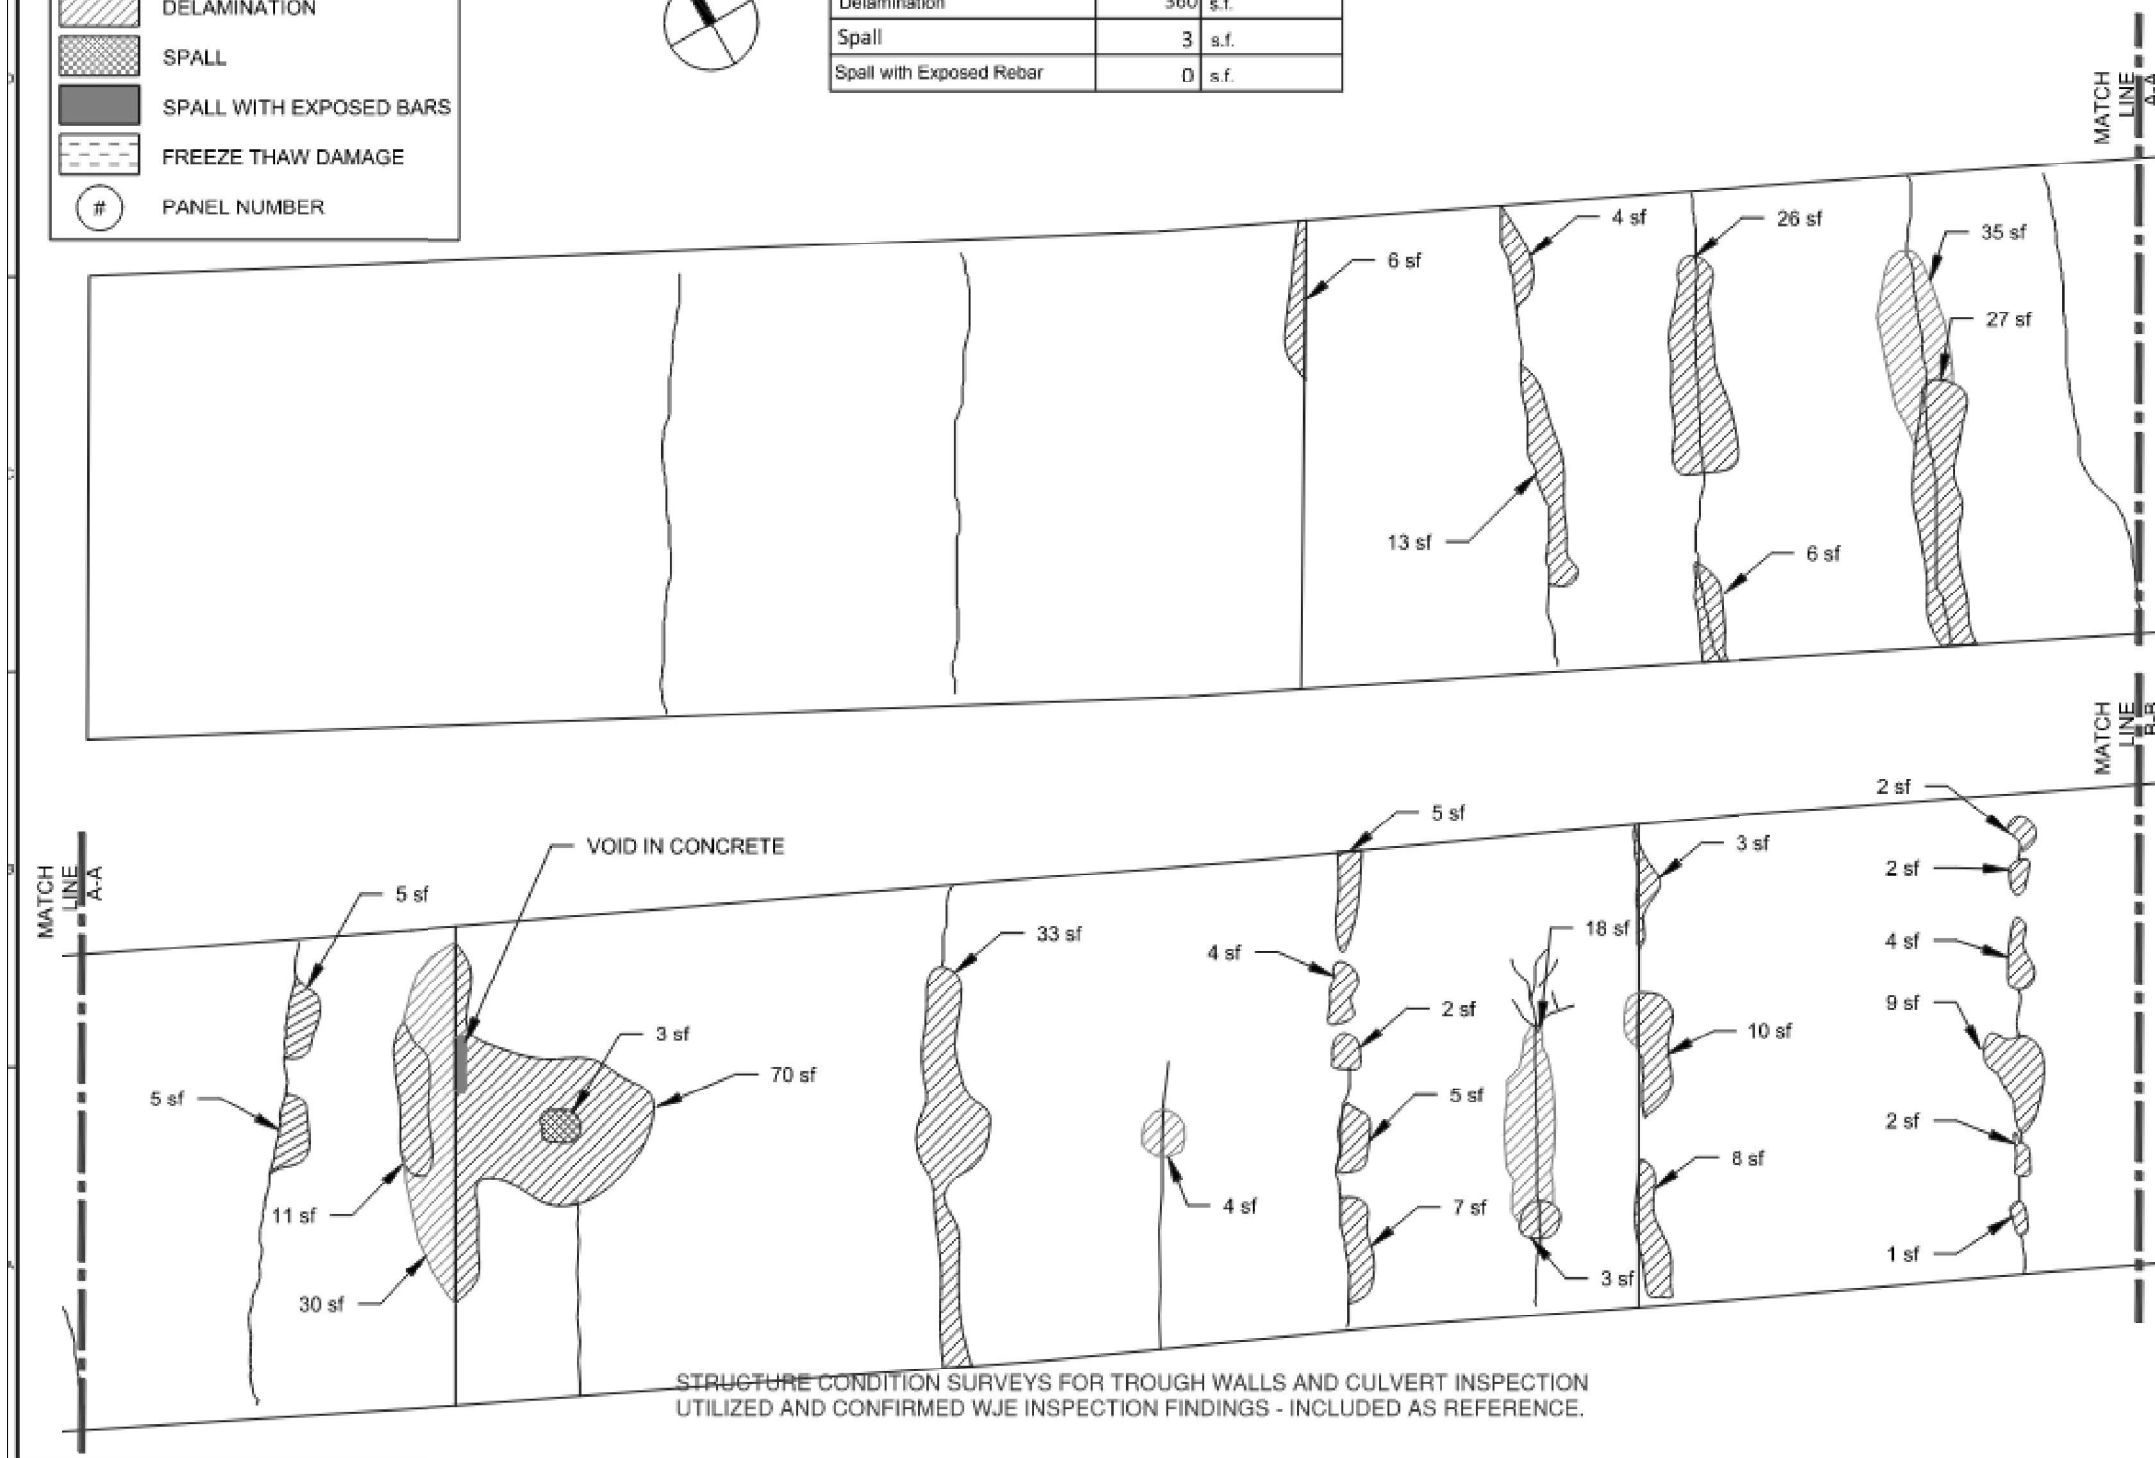 DELAMINATION
SPALL
SPALL WITH EXPOSED BARS
FREEZE THAW DAMAGE
# PANEL NUMBER
Delamination 360 s.f.
Spall 3 s.f.
Spall with Exposed Rebar 0 s.f.
MATCH
LINE
A-A
6 sf
4 sf
26 sf
35 sf
27 sf
13 sf
6 sf
MATCH
LINE
B-B
MATCH
LINE
A-A
5 sf
5 sf
VOID IN CONCRETE
3 sf
70 sf
11 sf
30 sf
33 sf
4 sf
5 sf
4 sf
2 sf
5 sf
7 sf
18 sf
3 sf
3 sf
10 sf
8 sf
2 sf
2 sf
4 sf
9 sf
2 sf
1 sf
STRUCTURE CONDITION SURVEYS FOR TROUGH WALLS AND CULVERT INSPECTION
UTILIZED AND CONFIRMED WJE INSPECTION FINDINGS - INCLUDED AS REFERENCE.